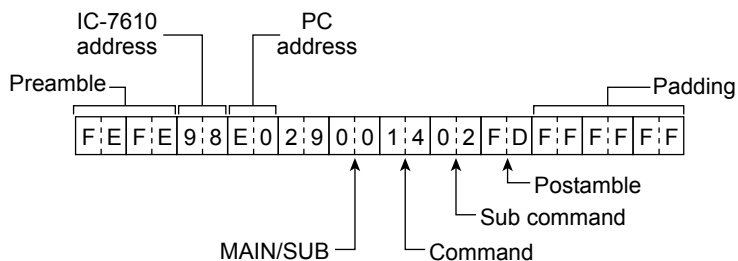 IC-7610
address
PC
address
Preamble
Padding
F E F E 9 8 E 0 2 9 0 0 1 4 0 2 F D F F F F F F
Postamble
Sub command
MAIN/SUB
Command